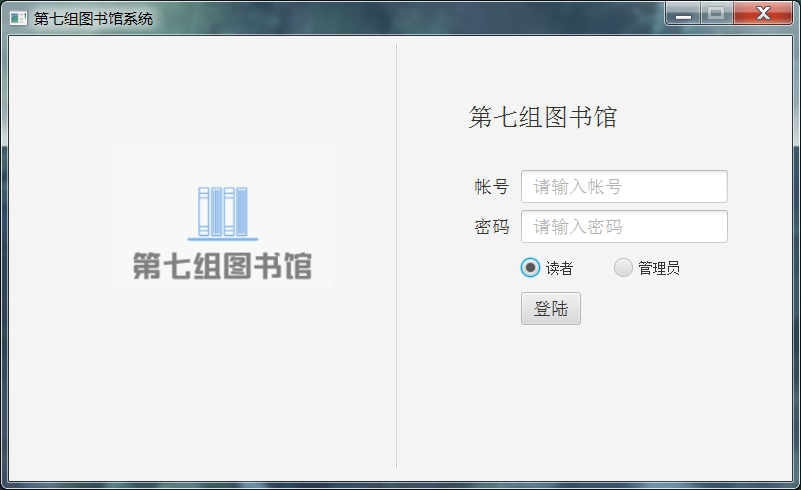 第七组图书馆系统
第七组图书馆
第七组图书馆
帐号 请输入帐号
密码 请输入密码
读者 管理员
登陆